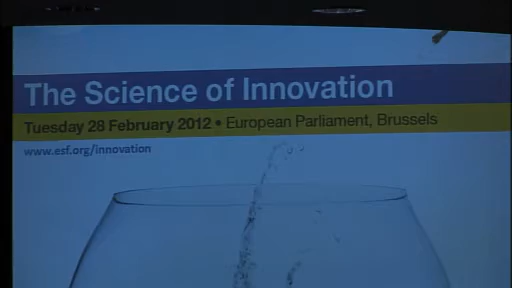 The Science of Innovation
Tuesday 28 February 2012 • European Parliament, Brussels
www.esf.org/innovation